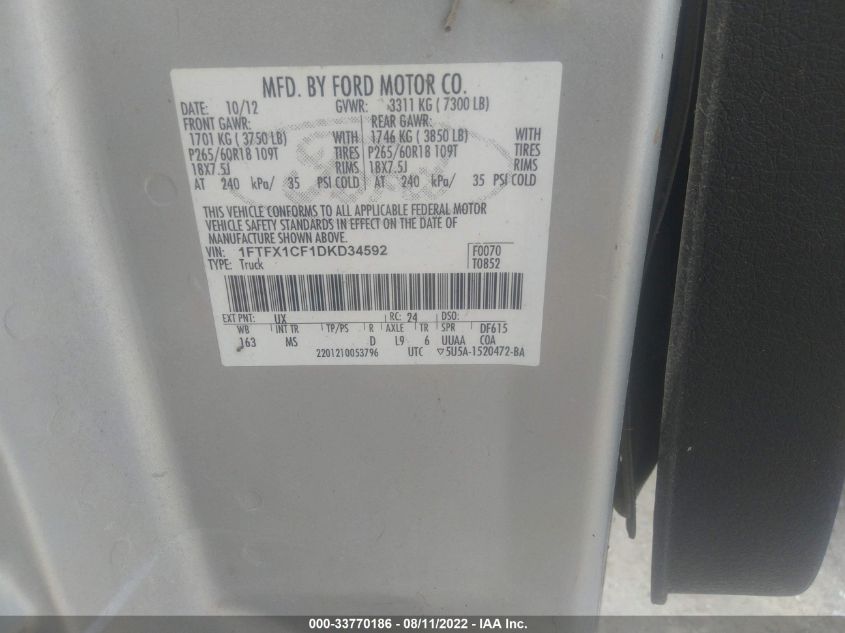 MFD. BY FORD MOTOR CO.
DATE: 10/12 GVWR: 3311 KG ( 7300 LB)
FRONT GAWR: REAR GAWR:
1701 KG ( 3750 LB) WITH 1746 KG ( 3850 LB) WITH
P265/60R18 109T TIRES P265/60R18 109T TIRES
18X7.5J RIMS 18X7.5J RIMS
AT 240 kPa/ 35 PSI COLD AT 240 kPa/ 35 PSI COLD
THIS VEHICLE CONFORMS TO ALL APPLICABLE FEDERAL MOTOR
VEHICLE SAFETY STANDARDS IN EFFECT ON THE DATE OF
MANUFACTURE SHOWN ABOVE.
VIN: 1FTFX1CF1DKD34592 F0070
TYPE: Truck T0852
EXT PNT: UX RC: 24 DSO:
WB INT TR TP/PS R AXLE TR SPR DF615
163 MS D L9 6 UUAA COA
2201210053796 UTC ▽5U5A-1520472-BA
000-33770186 - 08/11/2022 - IAA Inc.